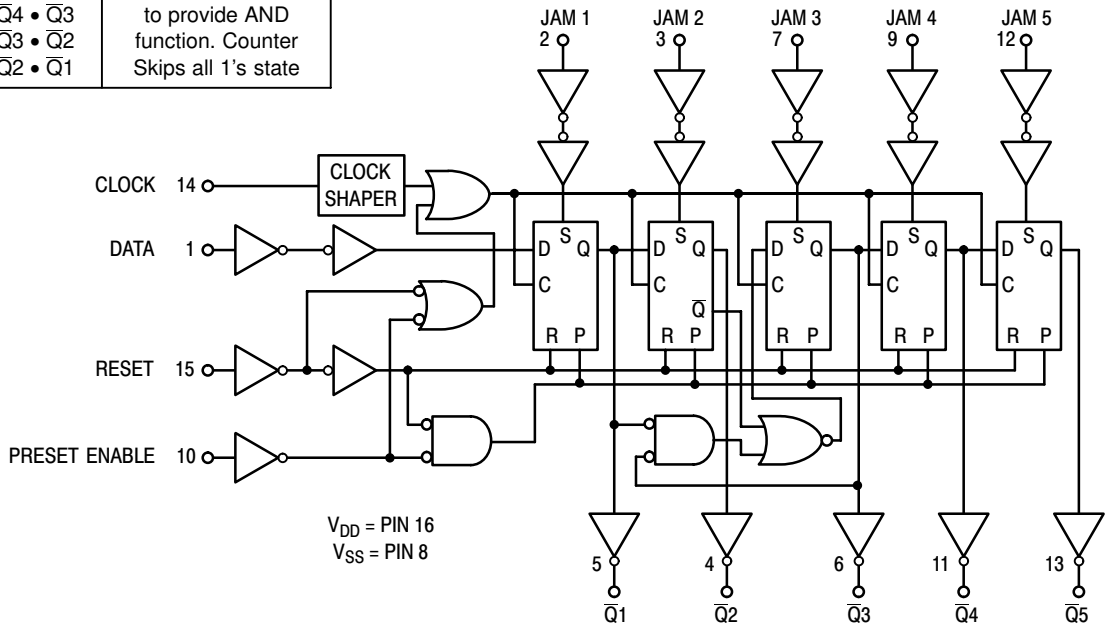 Q̅4 • Q̅3
Q̅3 • Q̅2
Q̅2 • Q̅1
to provide AND
function. Counter
Skips all 1's state
JAM 1
JAM 2
JAM 3
JAM 4
JAM 5
2
3
7
9
12
CLOCK 14
CLOCK
SHAPER
DATA 1
D S Q
C
R P
D S Q
C
Q̅
R P
D S Q
C
R P
D S Q
C
R P
D S Q
C
R P
RESET 15
PRESET ENABLE 10
VDD = PIN 16
VSS = PIN 8
5
4
6
11
13
Q̅1
Q̅2
Q̅3
Q̅4
Q̅5